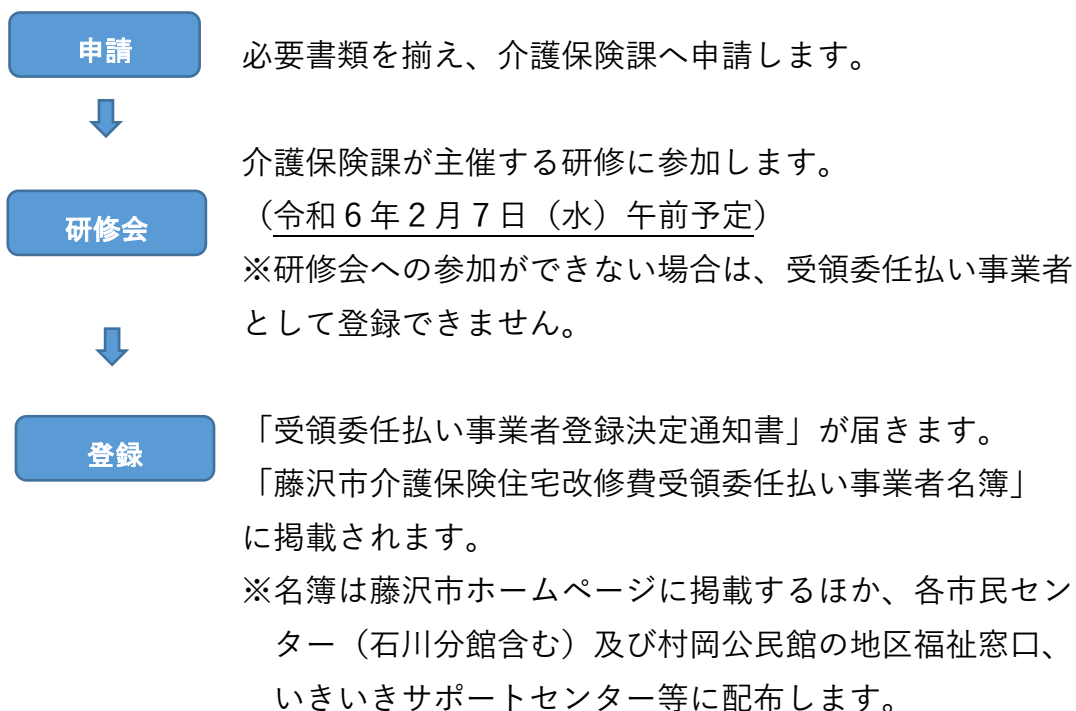 申請
必要書類を揃え、介護保険課へ申請します。
介護保険課が主催する研修に参加します。
研修会
（令和６年２月７日（水）午前予定）
※研修会への参加ができない場合は、受領委任払い事業者
として登録できません。
登録
「受領委任払い事業者登録決定通知書」が届きます。
「藤沢市介護保険住宅改修費受領委任払い事業者名簿」
に掲載されます。
※名簿は藤沢市ホームページに掲載するほか、各市民セン
ター（石川分館含む）及び村岡公民館の地区福祉窓口、
いきいきサポートセンター等に配布します。